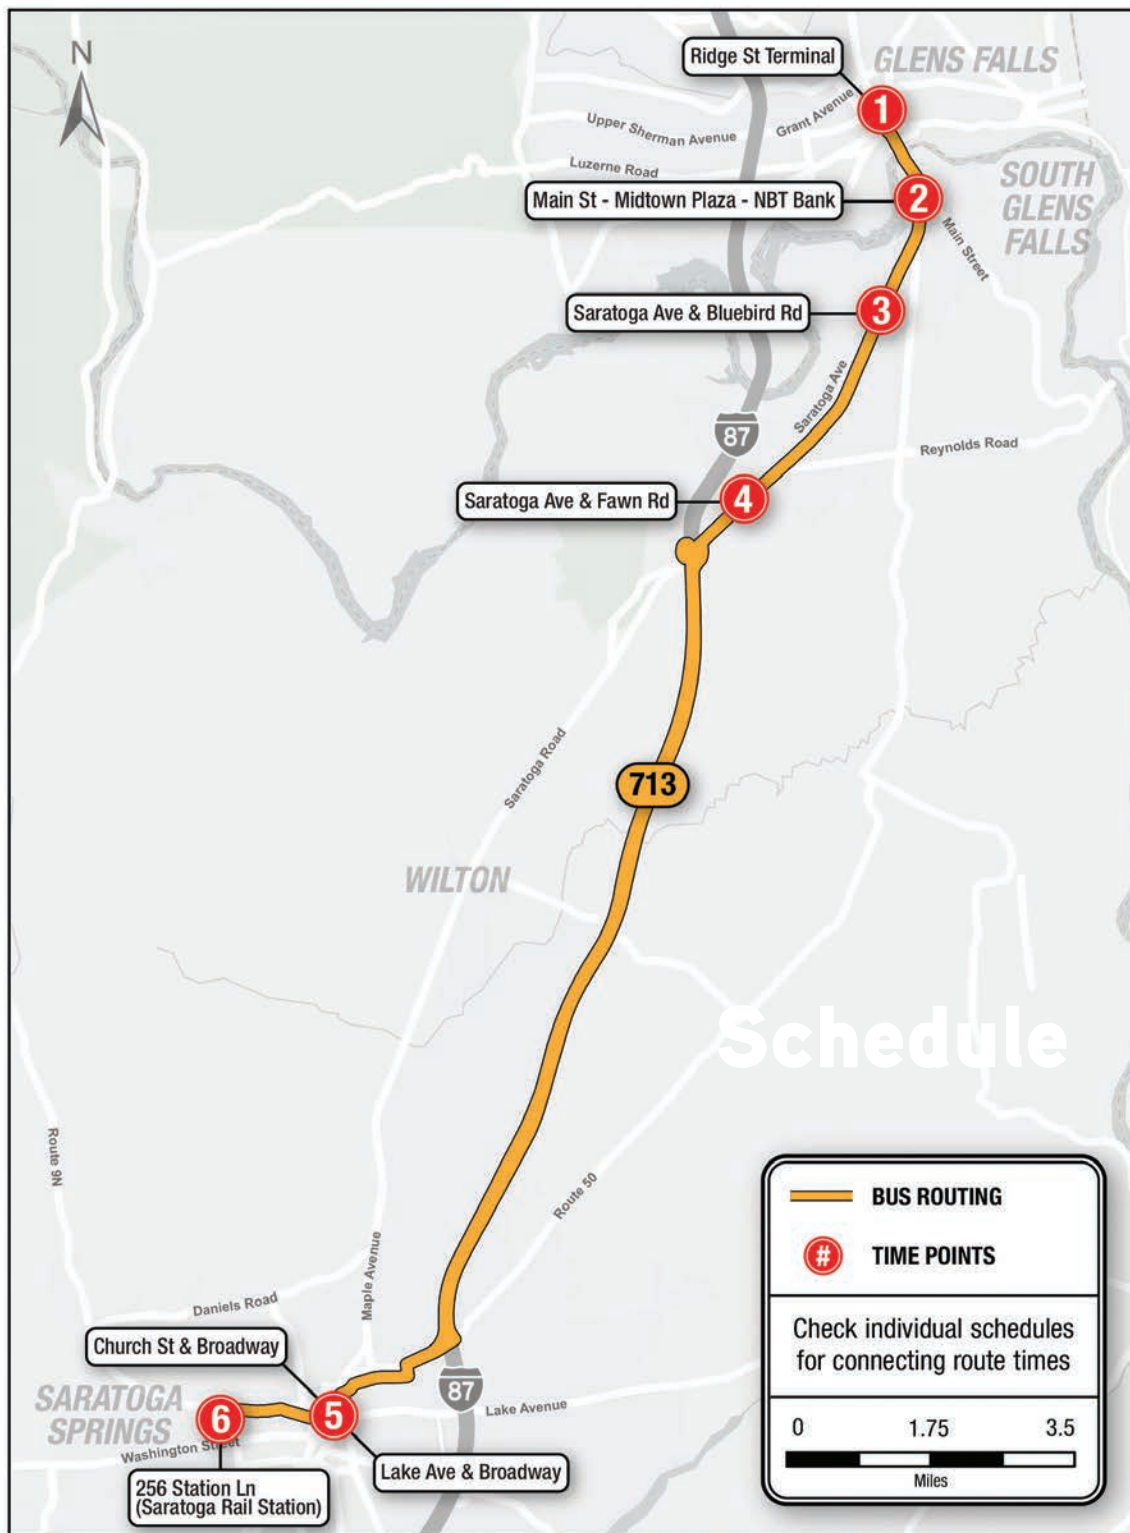 N
Ridge St Terminal
GLENS FALLS
1
Upper Sherman Avenue
Grant Avenue
Luzerne Road
Main St - Midtown Plaza - NBT Bank
2
SOUTH
GLENS
FALLS
Main Street
Saratoga Ave & Bluebird Rd
3
Saratoga Ave
87
Reynolds Road
Saratoga Ave & Fawn Rd
4
Saratoga Road
713
WILTON
Schedule
Route 9N
Route 50
Maple Avenue
Daniels Road
Church St & Broadway
87
SARATOGA
SPRINGS
6
5
Lake Avenue
Washington Street
256 Station Ln
(Saratoga Rail Station)
Lake Ave & Broadway
BUS ROUTING
# TIME POINTS
Check individual schedules
for connecting route times
0 1.75 3.5
Miles